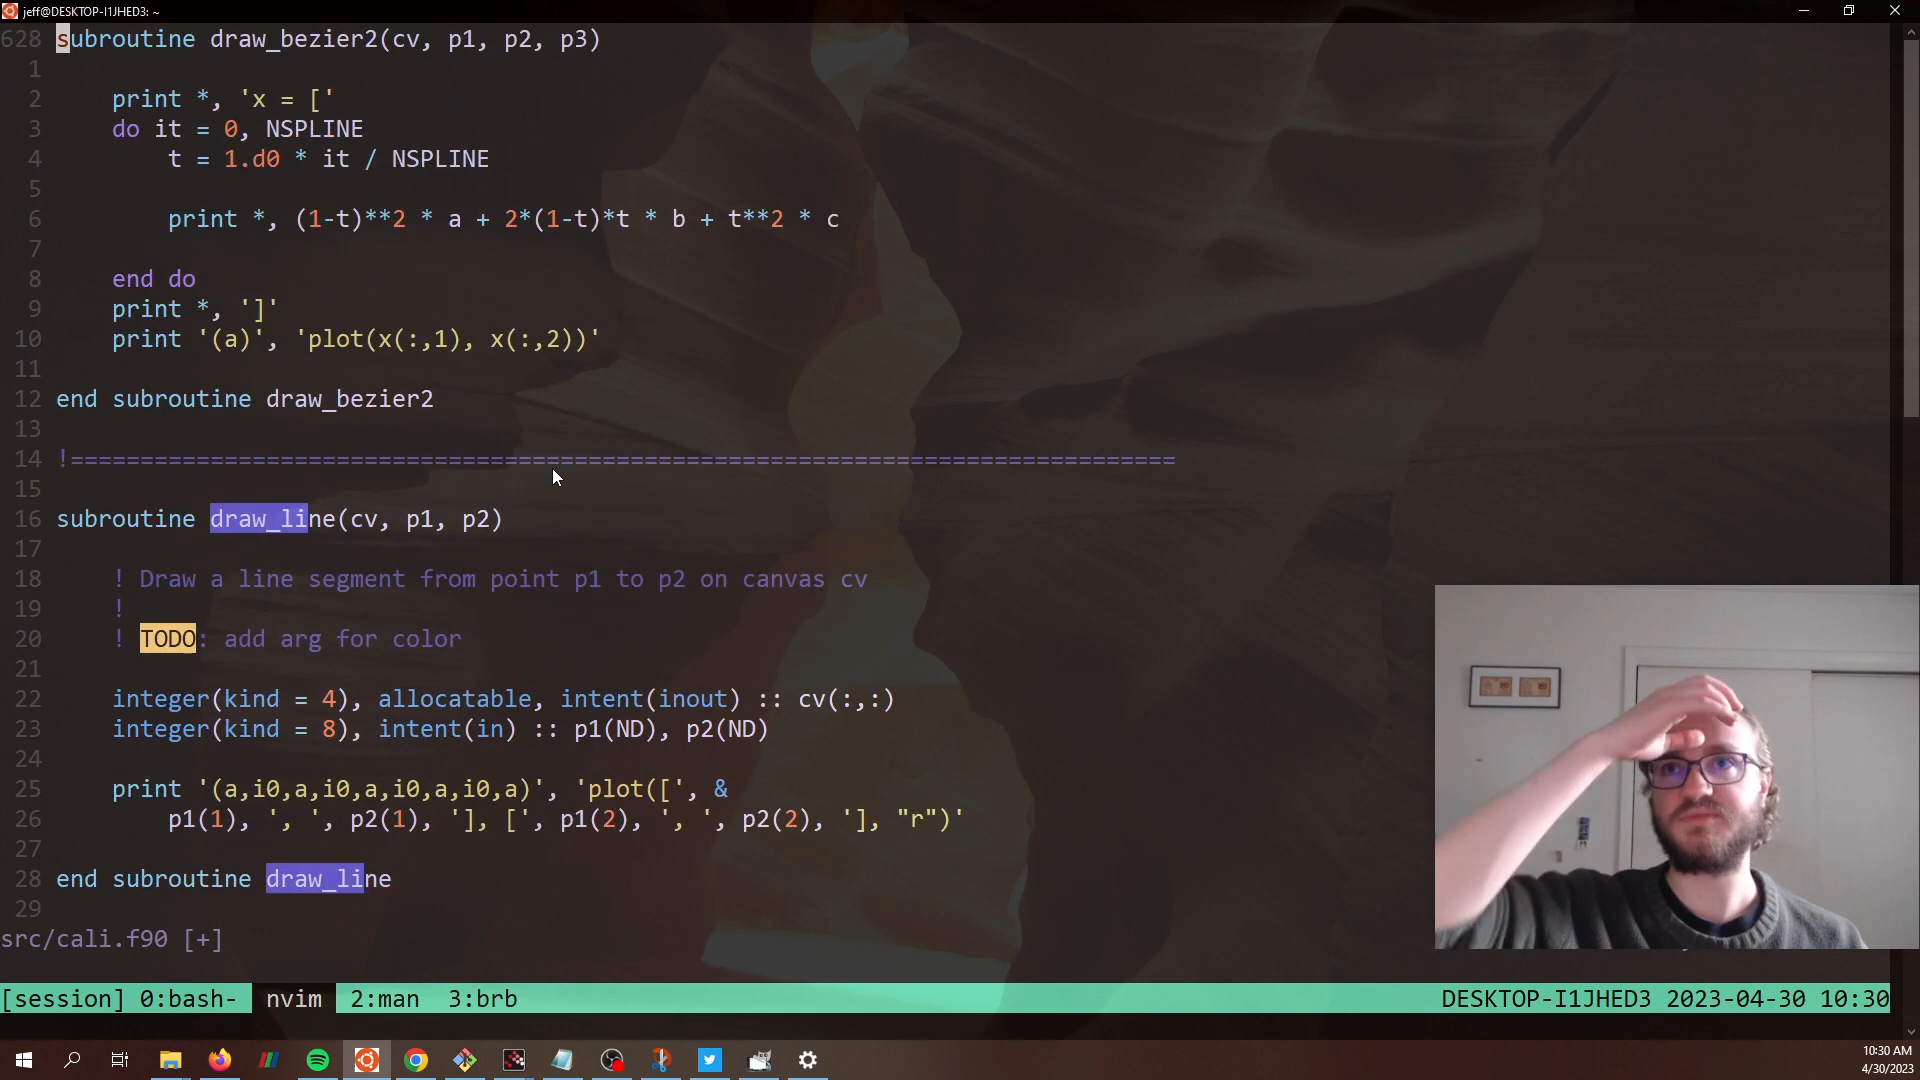 jeff@DESKTOP-I1JHED3: ~
628 subroutine draw_bezier2(cv, p1, p2, p3)
1
2 print *, 'x = ['
3 do it = 0, NSPLINE
4 t = 1.d0 * it / NSPLINE
5
6 print *, (1-t)**2 * a + 2*(1-t)*t * b + t**2 * c
7
8 end do
9 print *, ']'
10 print '(a)', 'plot(x(:,1), x(:,2))'
11
12 end subroutine draw_bezier2
13
14 !===============================================================================
15
16 subroutine draw_line(cv, p1, p2)
17
18 ! Draw a line segment from point p1 to p2 on canvas cv
19 !
20 ! TODO: add arg for color
21
22 integer(kind = 4), allocatable, intent(inout) :: cv(:,:)
23 integer(kind = 8), intent(in) :: p1(ND), p2(ND)
24
25 print '(a,i0,a,i0,a,i0,a,i0,a)', 'plot([', &
26 p1(1), ', ', p2(1), '], [', p1(2), ', ', p2(2), '], "r")'
27
28 end subroutine draw_line
29
src/cali.f90 [+]
[session] 0:bash- nvim 2:man 3:brb DESKTOP-I1JHED3 2023-04-30 10:30
10:30 AM
4/30/2023